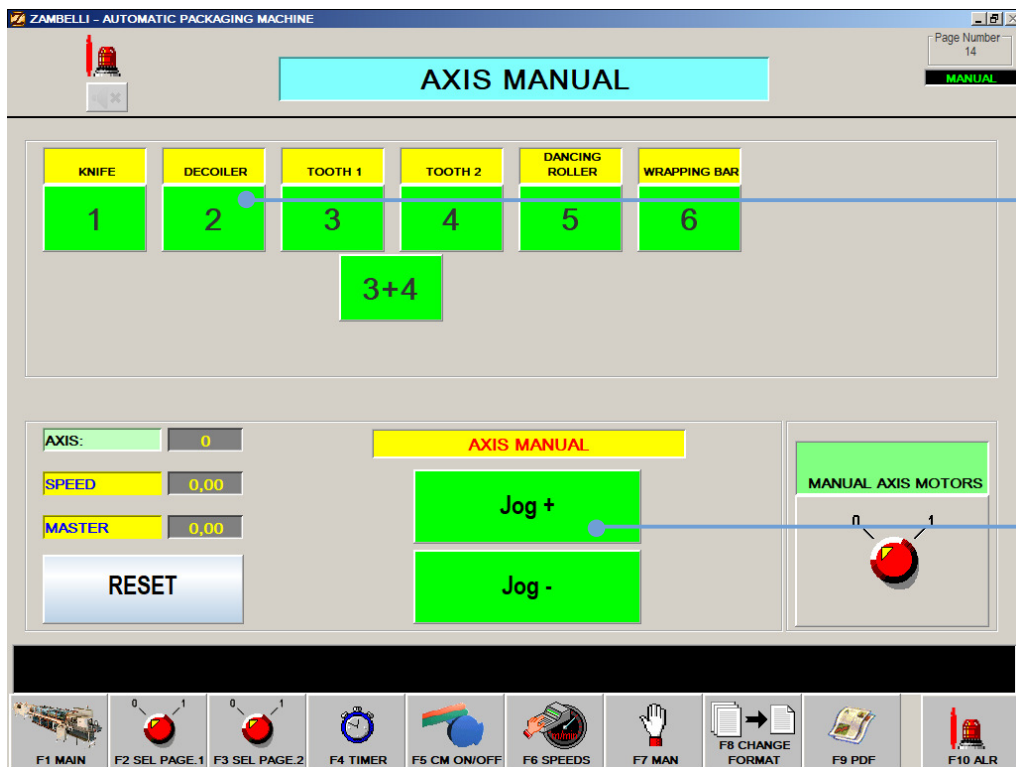 ZAMBELLI - AUTOMATIC PACKAGING MACHINE
Page Number
14
AXIS MANUAL
MANUAL
KNIFE
DECOILER
TOOTH 1
TOOTH 2
DANCING
ROLLER
WRAPPING BAR
1
2
3
4
5
6
3+4
AXIS:
0
AXIS MANUAL
SPEED
0,00
Jog +
MANUAL AXIS MOTORS
MASTER
0,00
0
1
RESET
Jog -
0
1
0
1
m/min
F1 MAIN
F2 SEL PAGE.1
F3 SEL PAGE.2
F4 TIMER
F5 CM ON/OFF
F6 SPEEDS
F7 MAN
F8 CHANGE
FORMAT
F9 PDF
F10 ALR